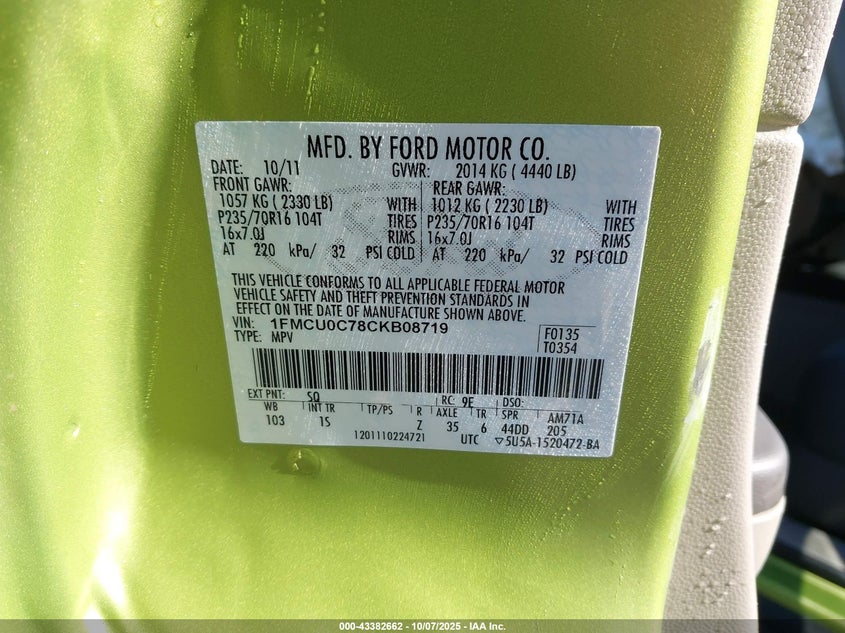 MFD. BY FORD MOTOR CO.
DATE: 10/11 GVWR: 2014 KG ( 4440 LB)
FRONT GAWR: REAR GAWR:
1057 KG ( 2330 LB) WITH 1012 KG ( 2230 LB) WITH
P235/70R16 104T TIRES P235/70R16 104T TIRES
16x7.0J RIMS 16x7.0J RIMS
AT 220 kPa/ 32 PSI COLD AT 220 kPa/ 32 PSI COLD
THIS VEHICLE CONFORMS TO ALL APPLICABLE FEDERAL MOTOR
VEHICLE SAFETY AND THEFT PREVENTION STANDARDS IN
EFFECT ON THE DATE OF MANUFACTURE SHOWN ABOVE.
VIN: 1FMCU0C78CKB08719 F0135
TYPE: MPV T0354
EXT PNT: SQ RC: 9E DSO:
WB INT TR TP/PS R AXLE TR SPR AM71A
103 1S Z 35 6 44DD 205
1201110224721 UTC ▽5U5A-1520472-BA
000-43382662 - 10/07/2025 - IAA Inc.